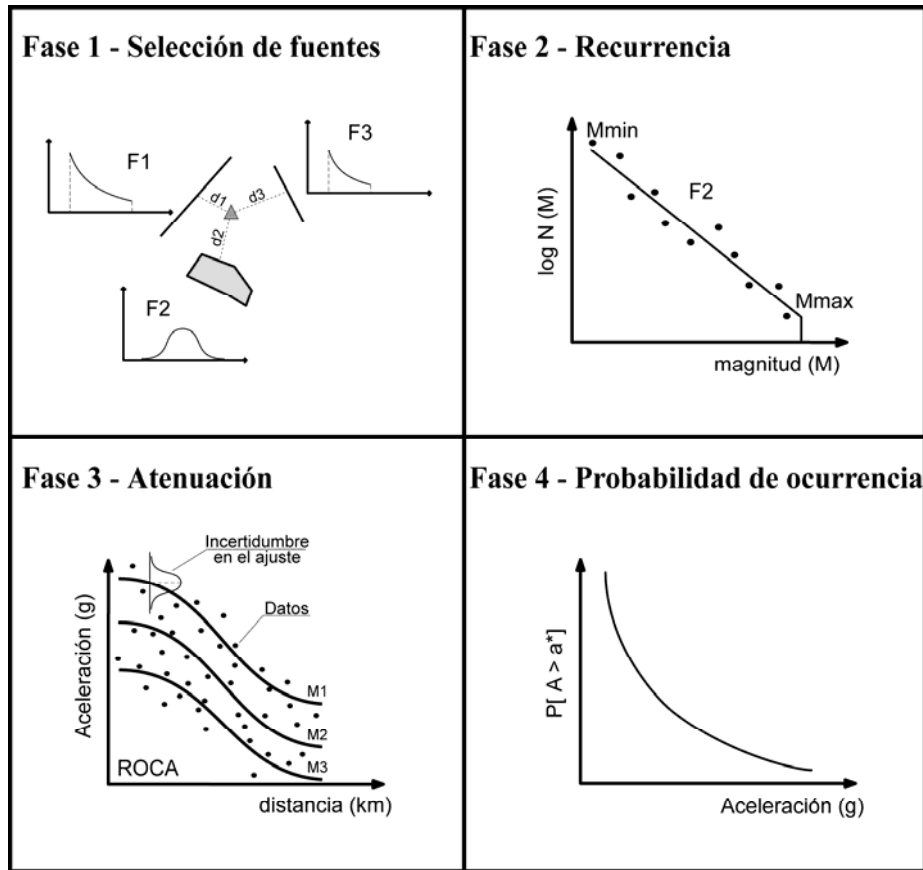 Fase 1 - Selección de fuentes
F1
F3
d1
d3
d2
F2
Fase 2 - Recurrencia
Mmin
F2
log N (M)
Mmax
magnitud (M)
Fase 3 - Atenuación
Incertidumbre
en el ajuste
Datos
Aceleración (g)
M1
M2
M3
ROCA
distancia (km)
Fase 4 - Probabilidad de ocurrencia
P[ A > a*]
Aceleración (g)